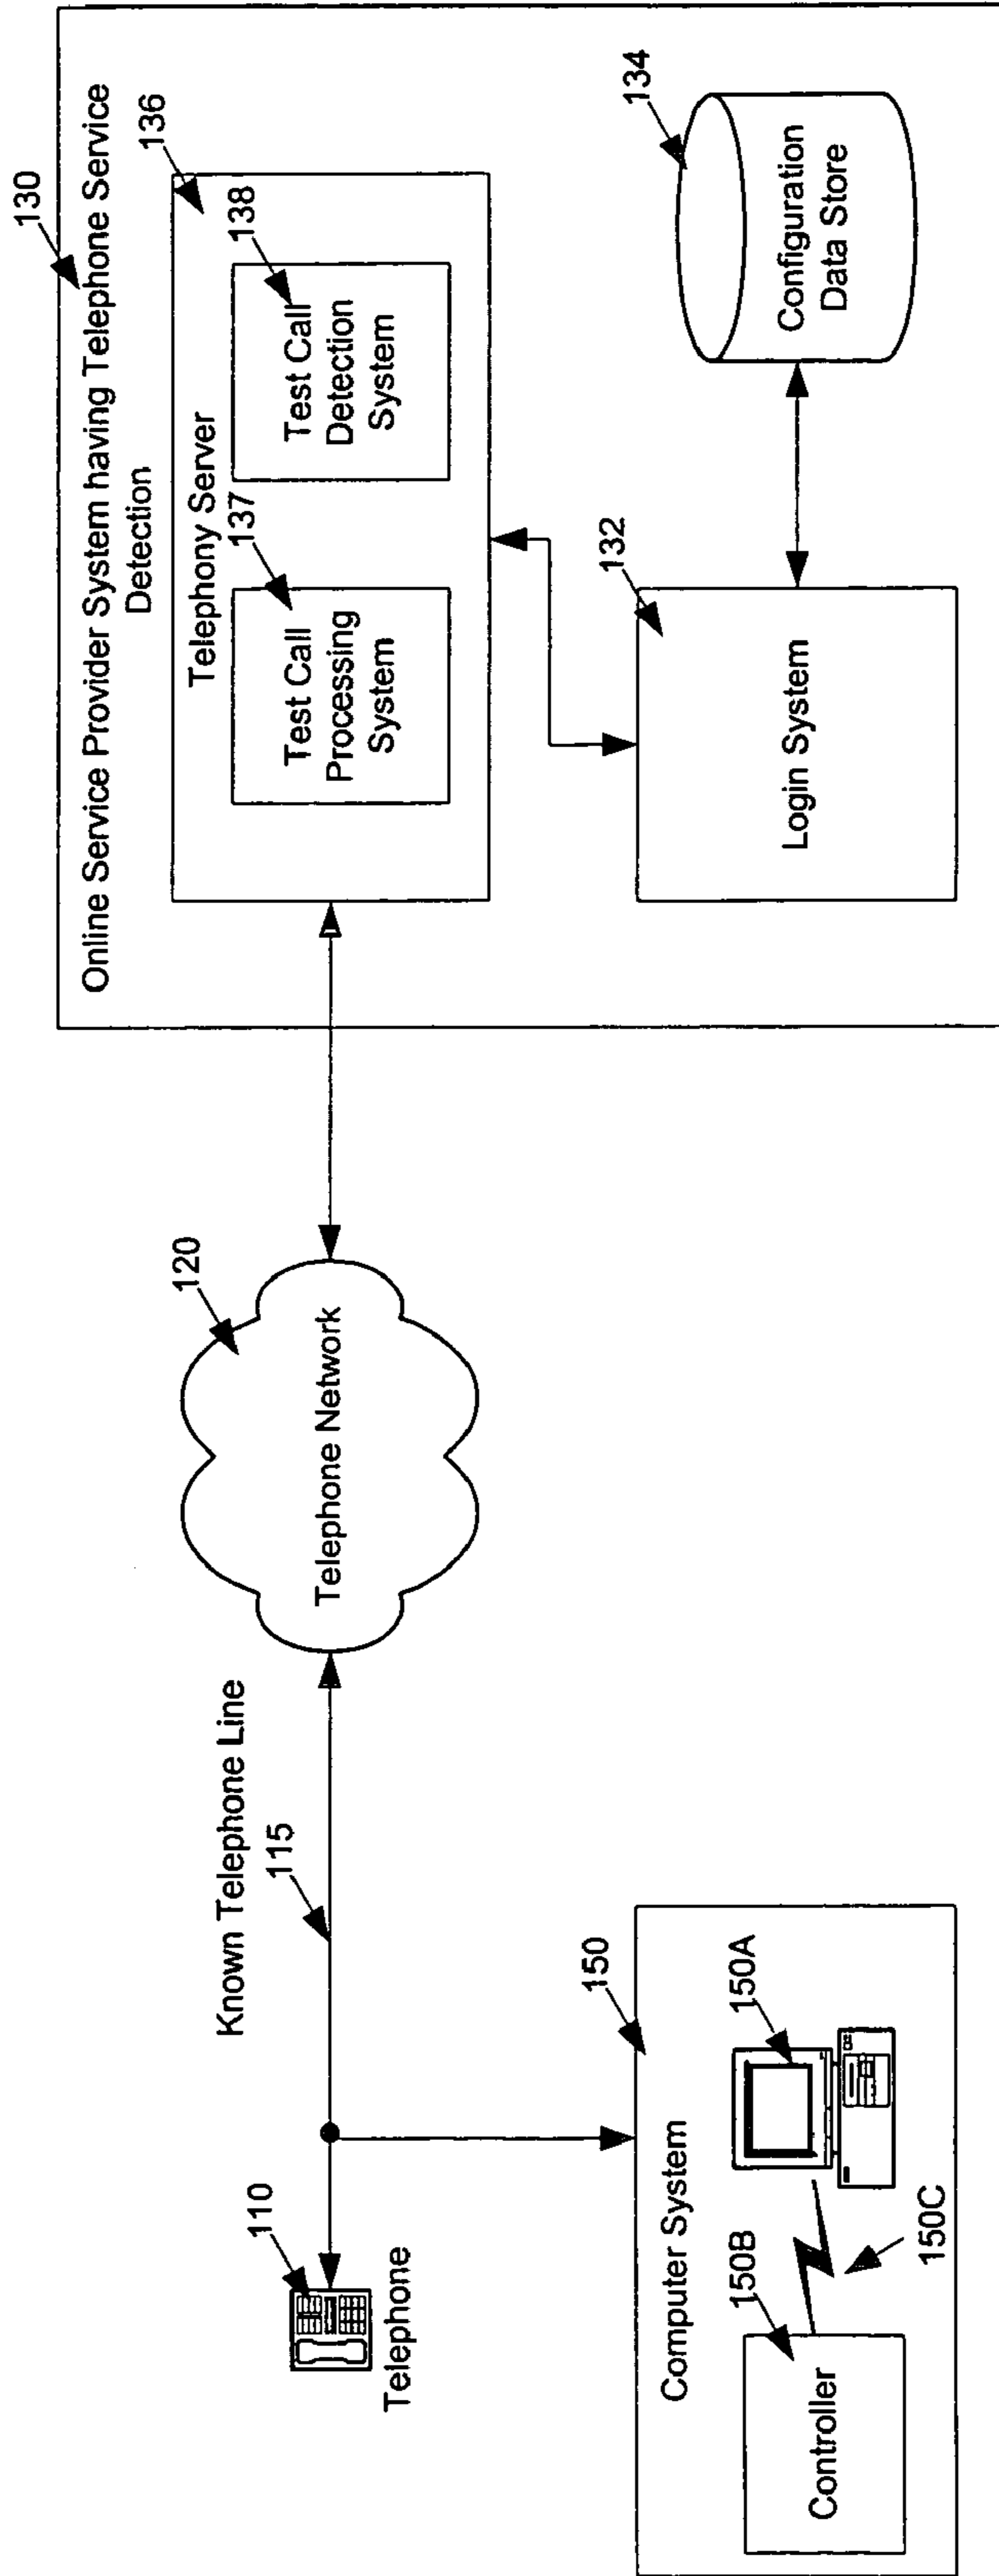 130
Online Service Provider System having Telephone Service
Detection
136
Telephony Server
137
Test Call
Processing
System
138
Test Call
Detection
System
132
Login System
134
Configuration
Data Store
120
Telephone Network
Known Telephone Line
115
110
Telephone
150
Computer System
150A
150B
Controller
150C